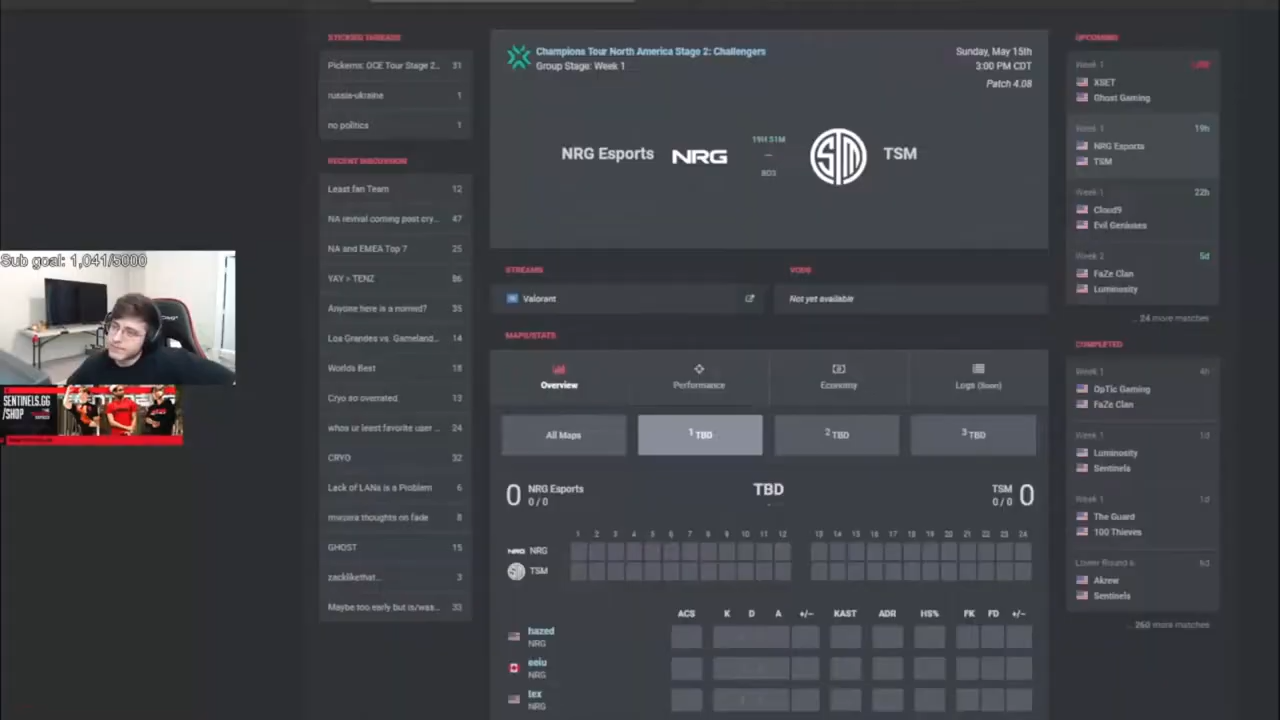 STICKIED THREADS
Pickems: OCE Tour Stage 2... 31
russia-ukraine 1
no politics 1
RECENT DISCUSSION
Least fan Team 12
NA revival coming post cry... 47
NA and EMEA Top 7 25
YAY > TENZ 86
Anyone here is a normed? 35
Los Grandes vs. Gameland... 14
Worlds Best 18
Cryo so overrated. 13
whos ur least favorite user ... 24
CRYO 32
Lack of LANs is a Problem 6
thoughts on fade 8
GHOST 15
zacklikethat... 3
Maybe too early but is/was... 33
Sub goal: 1,041/5000
SENTINELS.GG
/SHOP
Champions Tour North America Stage 2: Challengers
Group Stage: Week 1
Sunday, May 15th
3:00 PM CDT
Patch 4.08
NRG Esports NRG
19H 51M
–
BO3
TSM TSM
STREAMS
Valorant
VODS
Not yet available
MAPS/STATS
Overview
Performance
Economy
Logs (Soon)
All Maps
1 TBD
2 TBD
3 TBD
0 NRG Esports
0 / 0
TBD
-
TSM 0
0 / 0
1 2 3 4 5 6 7 8 9 10 11 12 13 14 15 16 17 18 19 20 21 22 23 24
NRG NRG
TSM
ACS K D A +/– KAST ADR HS% FK FD +/–
hazed
NRG
eeiu
NRG
tex
NRG
UPCOMING
Week 1 LIVE
XSET
Ghost Gaming
Week 1 19h
NRG Esports
TSM
Week 1 22h
Cloud9
Evil Geniuses
Week 2 5d
FaZe Clan
Luminosity
... 24 more matches
COMPLETED
Week 1 4h
OpTic Gaming
FaZe Clan
Week 1 1d
Luminosity
Sentinels
Week 1 1d
The Guard
100 Thieves
Lower Round 4 6d
Akrew
Sentinels
... 260 more matches